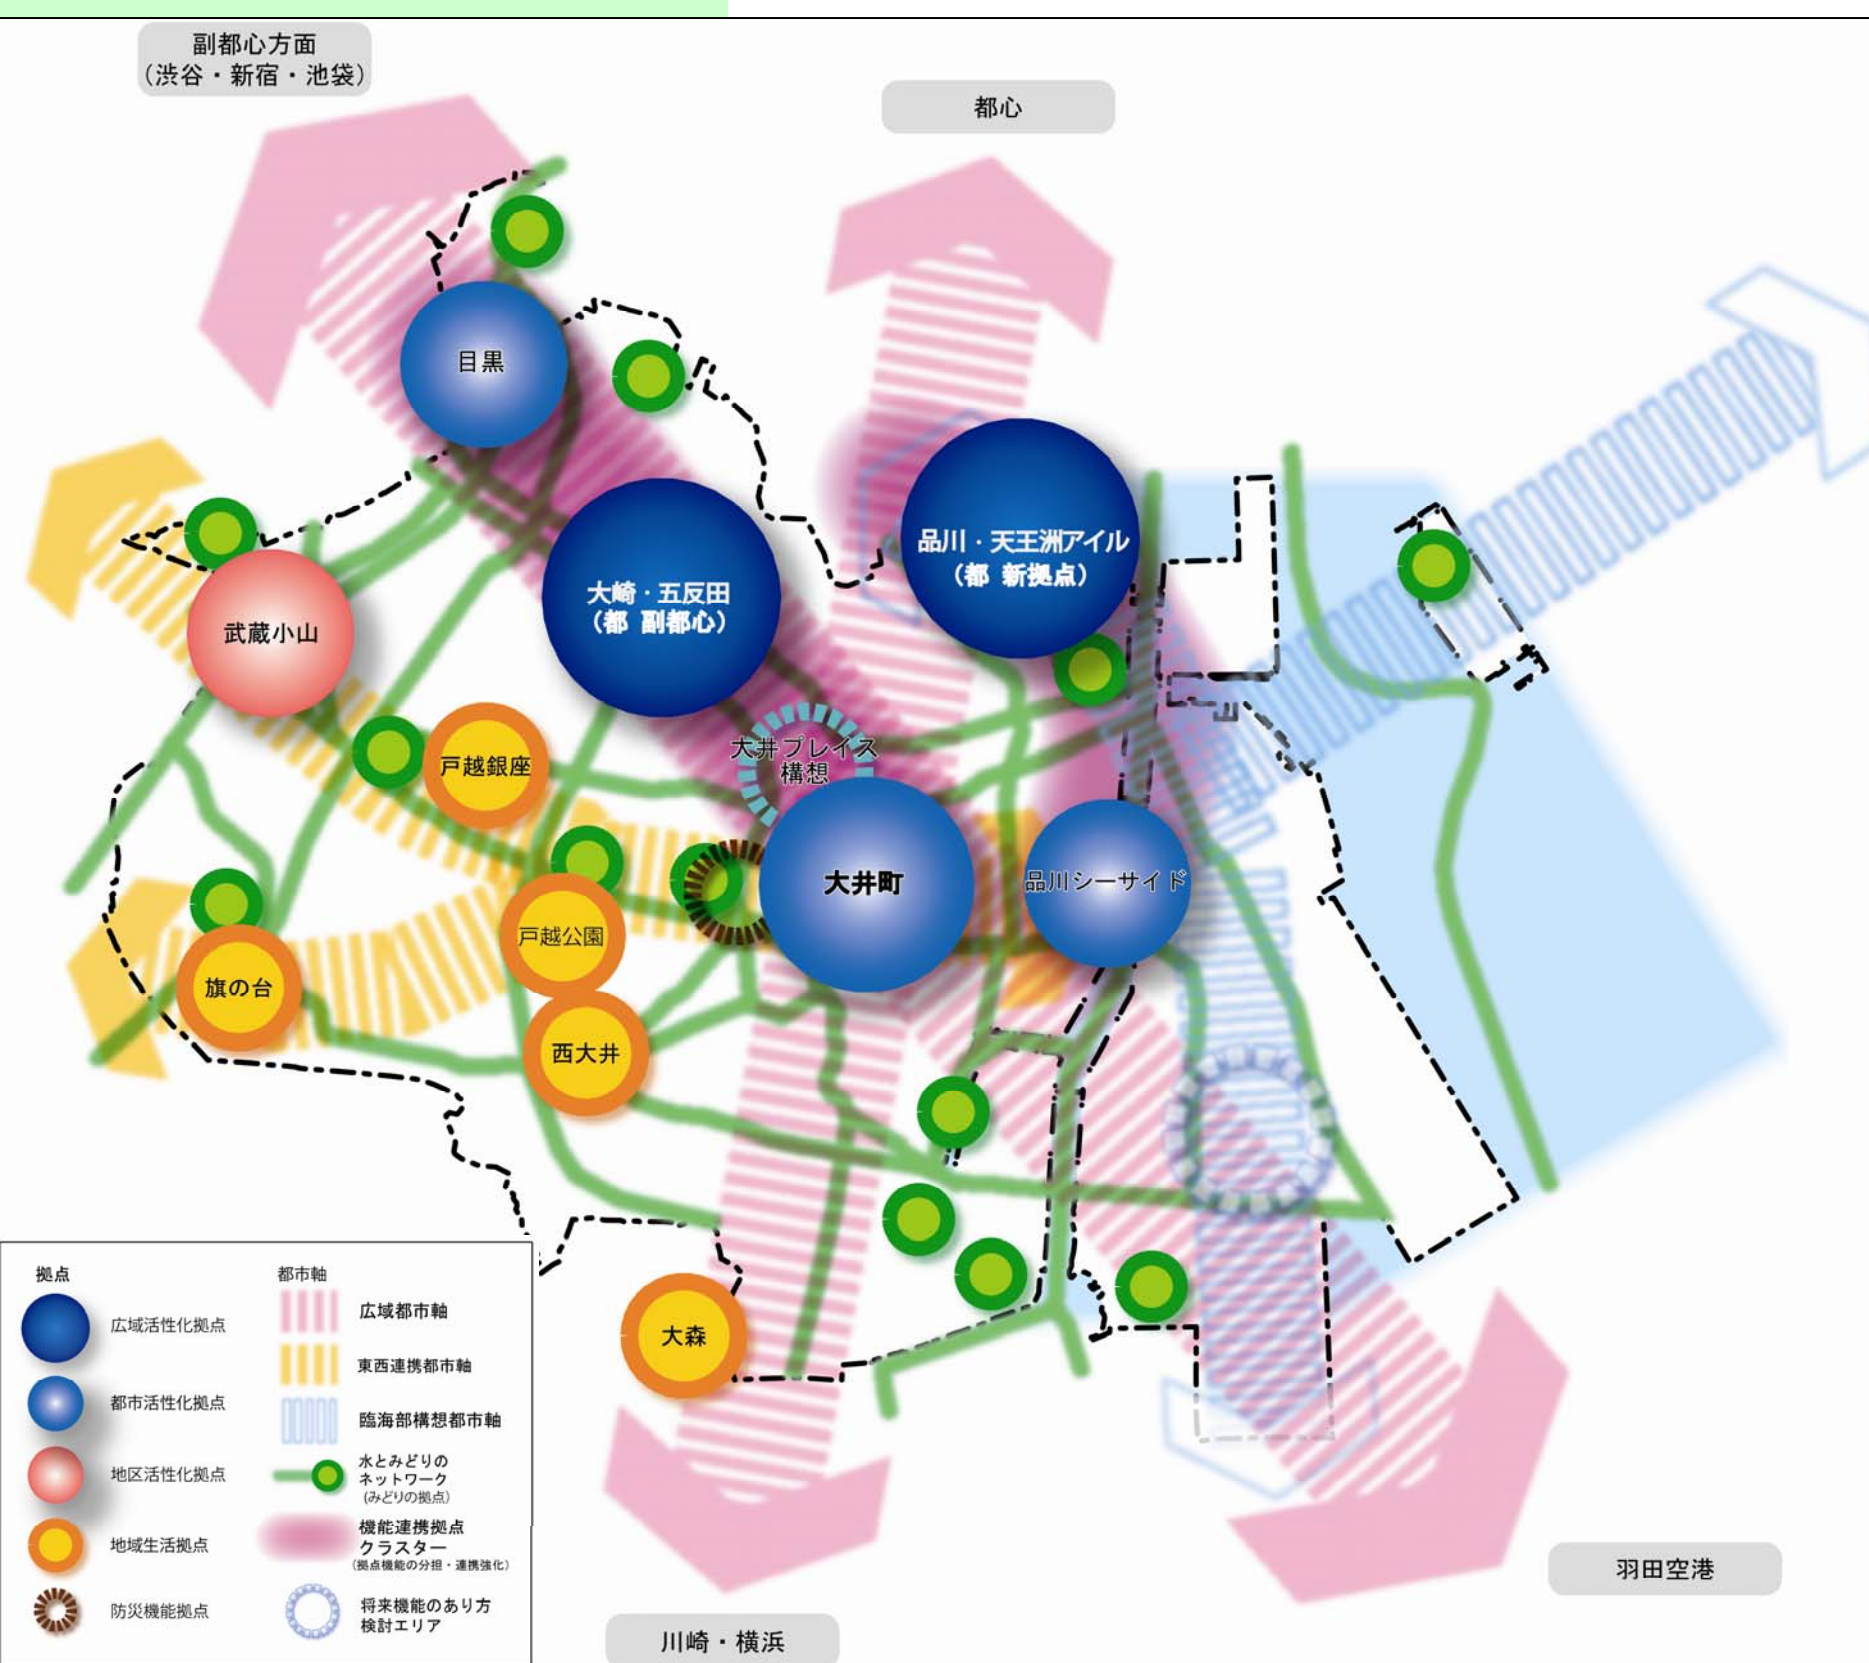 副都心方面
（渋谷・新宿・池袋）
都心
目黒
品川・天王洲アイル
（都 新拠点）
大崎・五反田
（都 副都心）
武蔵小山
大井プレイス
構想
戸越銀座
大井町
品川シーサイド
戸越公園
旗の台
西大井
大森
羽田空港
川崎・横浜
拠点
広域活性化拠点
都市活性化拠点
地区活性化拠点
地域生活拠点
防災機能拠点
都市軸
広域都市軸
東西連携都市軸
臨海部構想都市軸
水とみどりの
ネットワーク
（みどりの拠点）
機能連携拠点
クラスター
（拠点機能の分担・連携強化）
将来機能のあり方
検討エリア